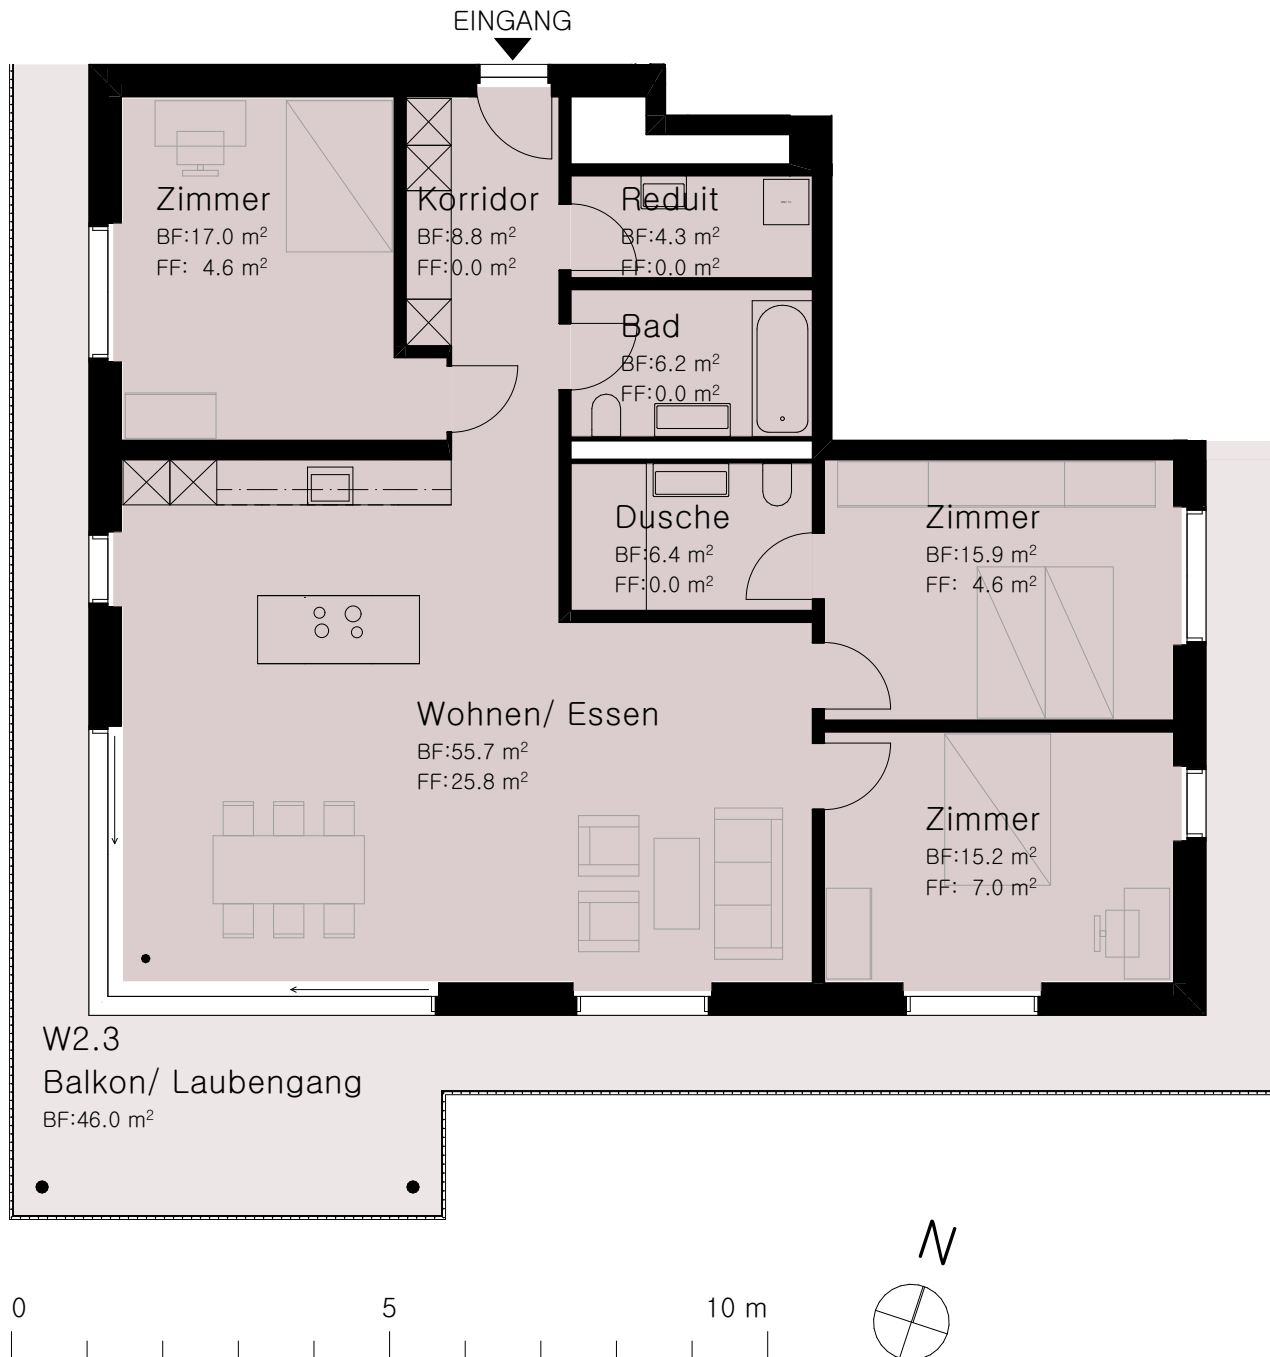 EINGANG
Zimmer
BF:17.0 m²
FF: 4.6 m²
Korridor
BF:8.8 m²
FF:0.0 m²
Reduit
BF:4.3 m²
FF:0.0 m²
Bad
BF:6.2 m²
FF:0.0 m²
Dusche
BF:6.4 m²
FF:0.0 m²
Zimmer
BF:15.9 m²
FF: 4.6 m²
Wohnen/ Essen
BF:55.7 m²
FF:25.8 m²
Zimmer
BF:15.2 m²
FF: 7.0 m²
W2.3
Balkon/ Laubengang
BF:46.0 m²
N
0 5 10 m